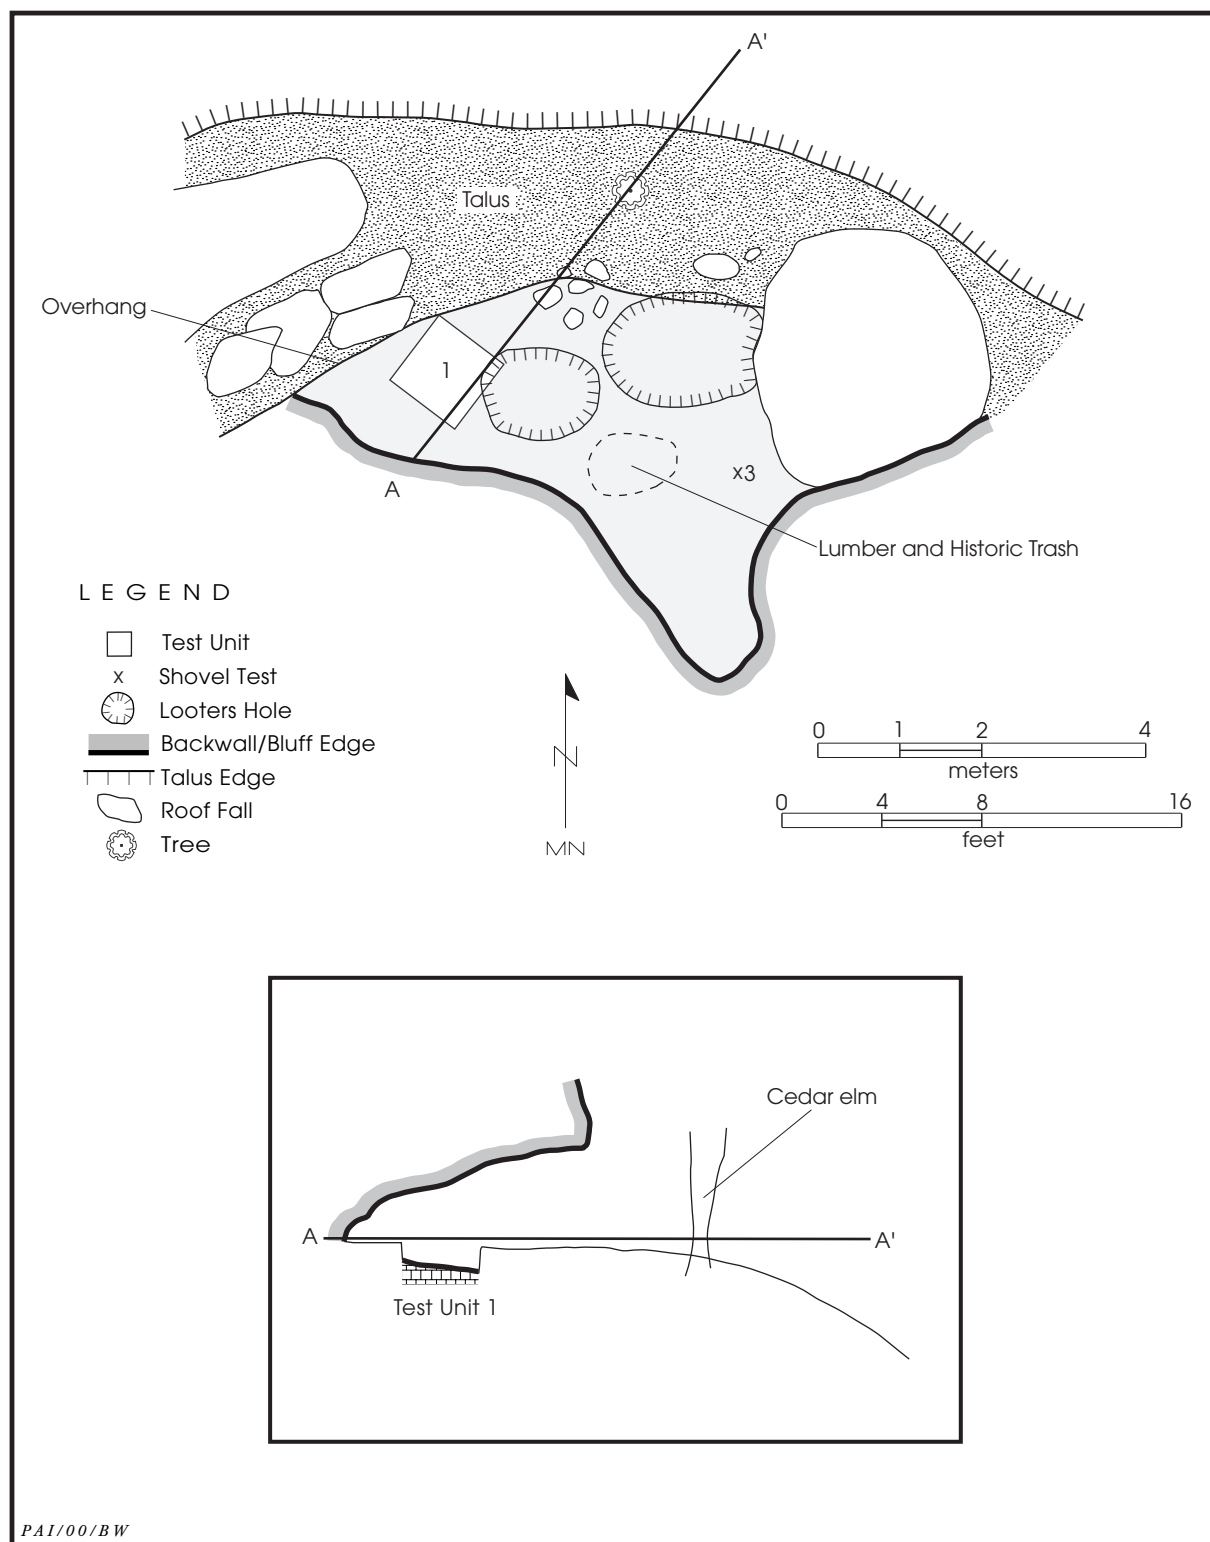 A'
Talus
Overhang
1
x3
A
Lumber and Historic Trash
LEGEND
Test Unit
x Shovel Test
Looters Hole
Backwall/Bluff Edge
Talus Edge
Roof Fall
Tree
N
MN
0 1 2 4
meters
0 4 8 16
feet
Cedar elm
A A'
Test Unit 1
PAI/00/BW